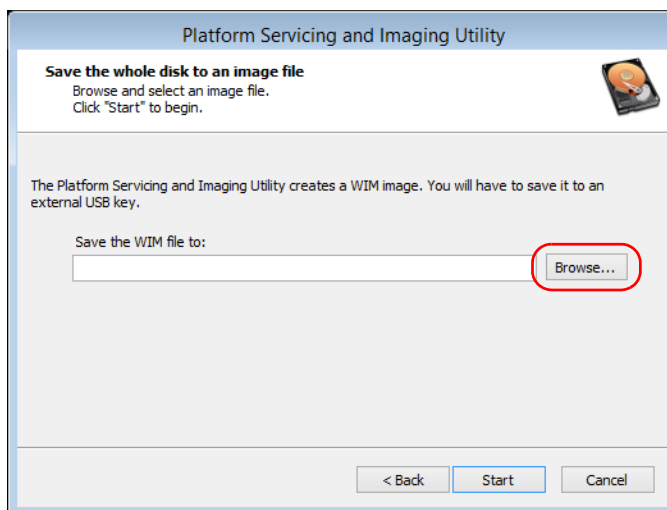 Platform Servicing and Imaging Utility
Save the whole disk to an image file
Browse and select an image file.
Click "Start" to begin.
The Platform Servicing and Imaging Utility creates a WIM image. You will have to save it to an
external USB key.
Save the WIM file to:
Browse...
< Back
Start
Cancel